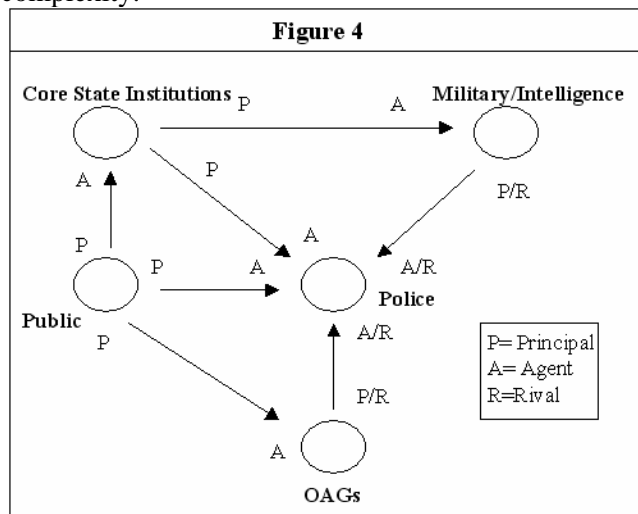 complexity.
Figure 4
Core State Institutions
Military/Intelligence
P
A
P
A
P/R
A
P
P
A
A/R
Public
Police
P
A/R
P= Principal
A= Agent
R=Rival
P/R
A
OAGs